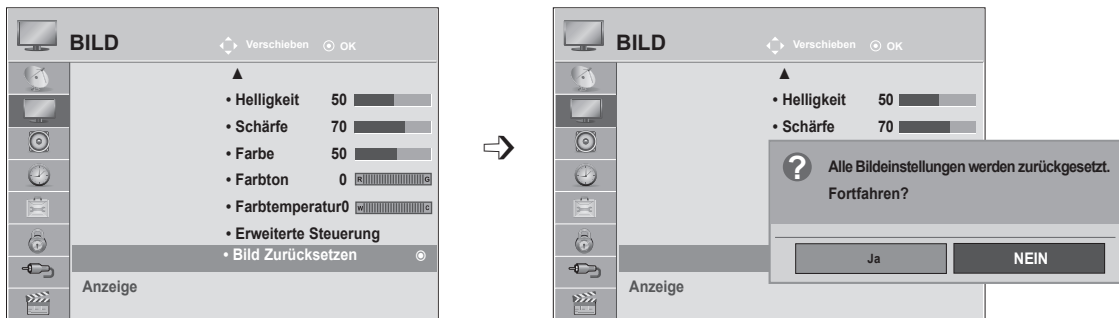 BILD
Verschieben OK
▲
• Helligkeit 50
• Schärfe 70
• Farbe 50
• Farbton 0 R G
• Farbtemperatur0 W C
• Erweiterte Steuerung
• Bild Zurücksetzen
Anzeige
BILD
Verschieben OK
▲
• Helligkeit 50
• Schärfe 70
? Alle Bildeinstellungen werden zurückgesetzt.
Fortfahren?
Ja NEIN
Anzeige